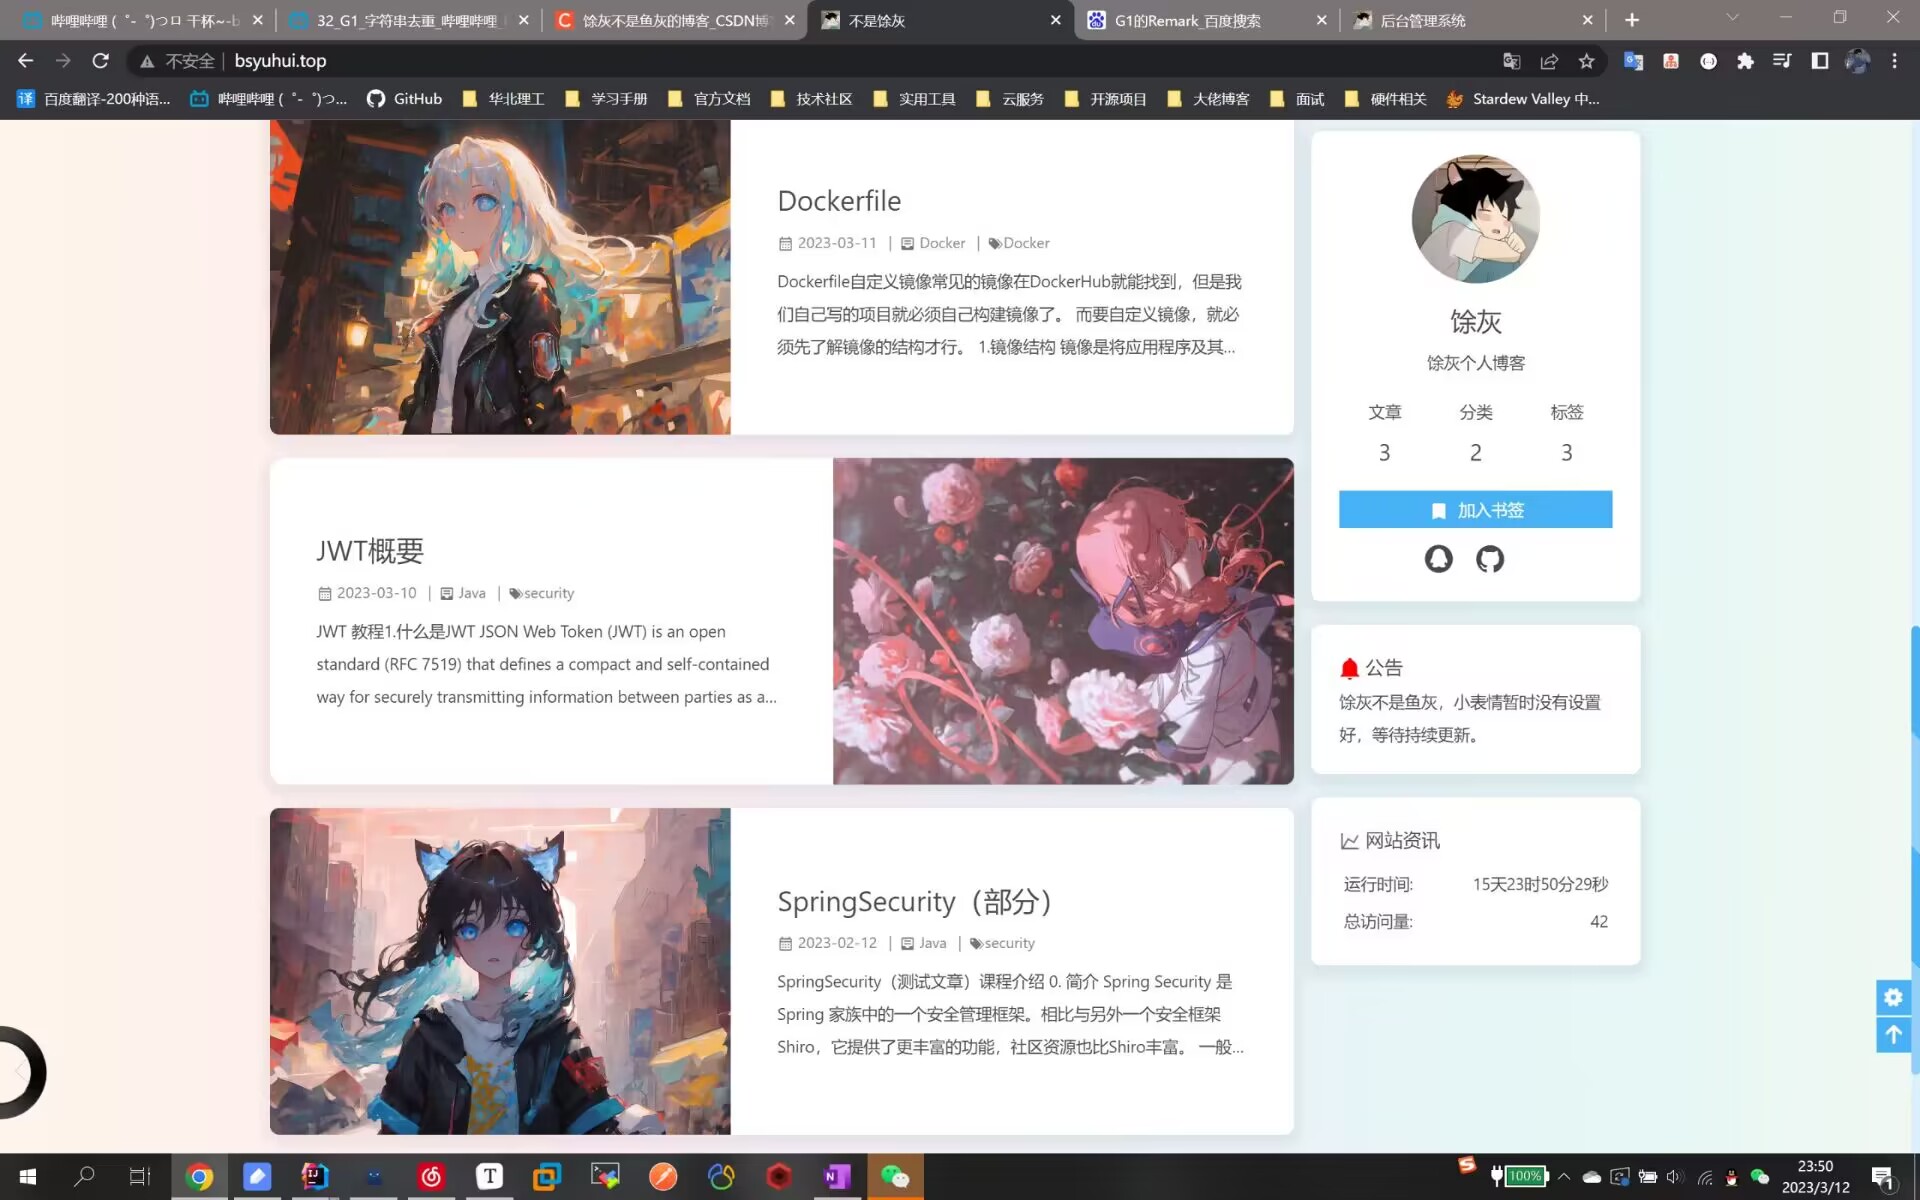 哔哩哔哩 (゜-゜)つロ 干杯~-b
32_G1_字符串去重_哔哩哔哩_
馀灰不是鱼灰的博客_CSDN博
不是馀灰
G1的Remark_百度搜索
后台管理系统
不安全 | bsyuhui.top
百度翻译-200种语...
哔哩哔哩 (゜-゜)つ...
GitHub
华北理工
学习手册
官方文档
技术社区
实用工具
云服务
开源项目
大佬博客
面试
硬件相关
Stardew Valley 中...
Dockerfile
2023-03-11 | Docker | Docker
Dockerfile自定义镜像常见的镜像在DockerHub就能找到，但是我
们自己写的项目就必须自己构建镜像了。 而要自定义镜像，就必
须先了解镜像的结构才行。 1.镜像结构 镜像是将应用程序及其...
JWT概要
2023-03-10 | Java | security
JWT 教程1.什么是JWT JSON Web Token (JWT) is an open
standard (RFC 7519) that defines a compact and self-contained
way for securely transmitting information between parties as a...
SpringSecurity（部分）
2023-02-12 | Java | security
SpringSecurity（测试文章）课程介绍 0. 简介 Spring Security 是
Spring 家族中的一个安全管理框架。相比与另外一个安全框架
Shiro，它提供了更丰富的功能，社区资源也比Shiro丰富。 一般...
馀灰
馀灰个人博客
文章 分类 标签
3 2 3
加入书签
公告
馀灰不是鱼灰，小表情暂时没有设置
好，等待持续更新。
网站资讯
运行时间: 15天23时50分29秒
总访问量: 42
100%
23:50
2023/3/12